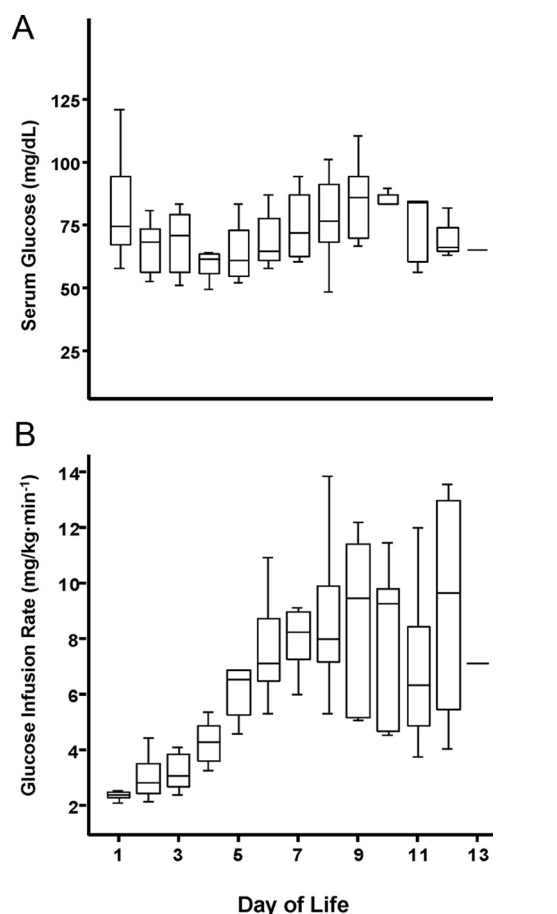 A
125
100
75
50
25
Serum Glucose (mg/dL)
B
14
12
10
8
6
4
2
Glucose Infusion Rate (mg/kg·min⁻¹)
1 3 5 7 9 11 13
Day of Life